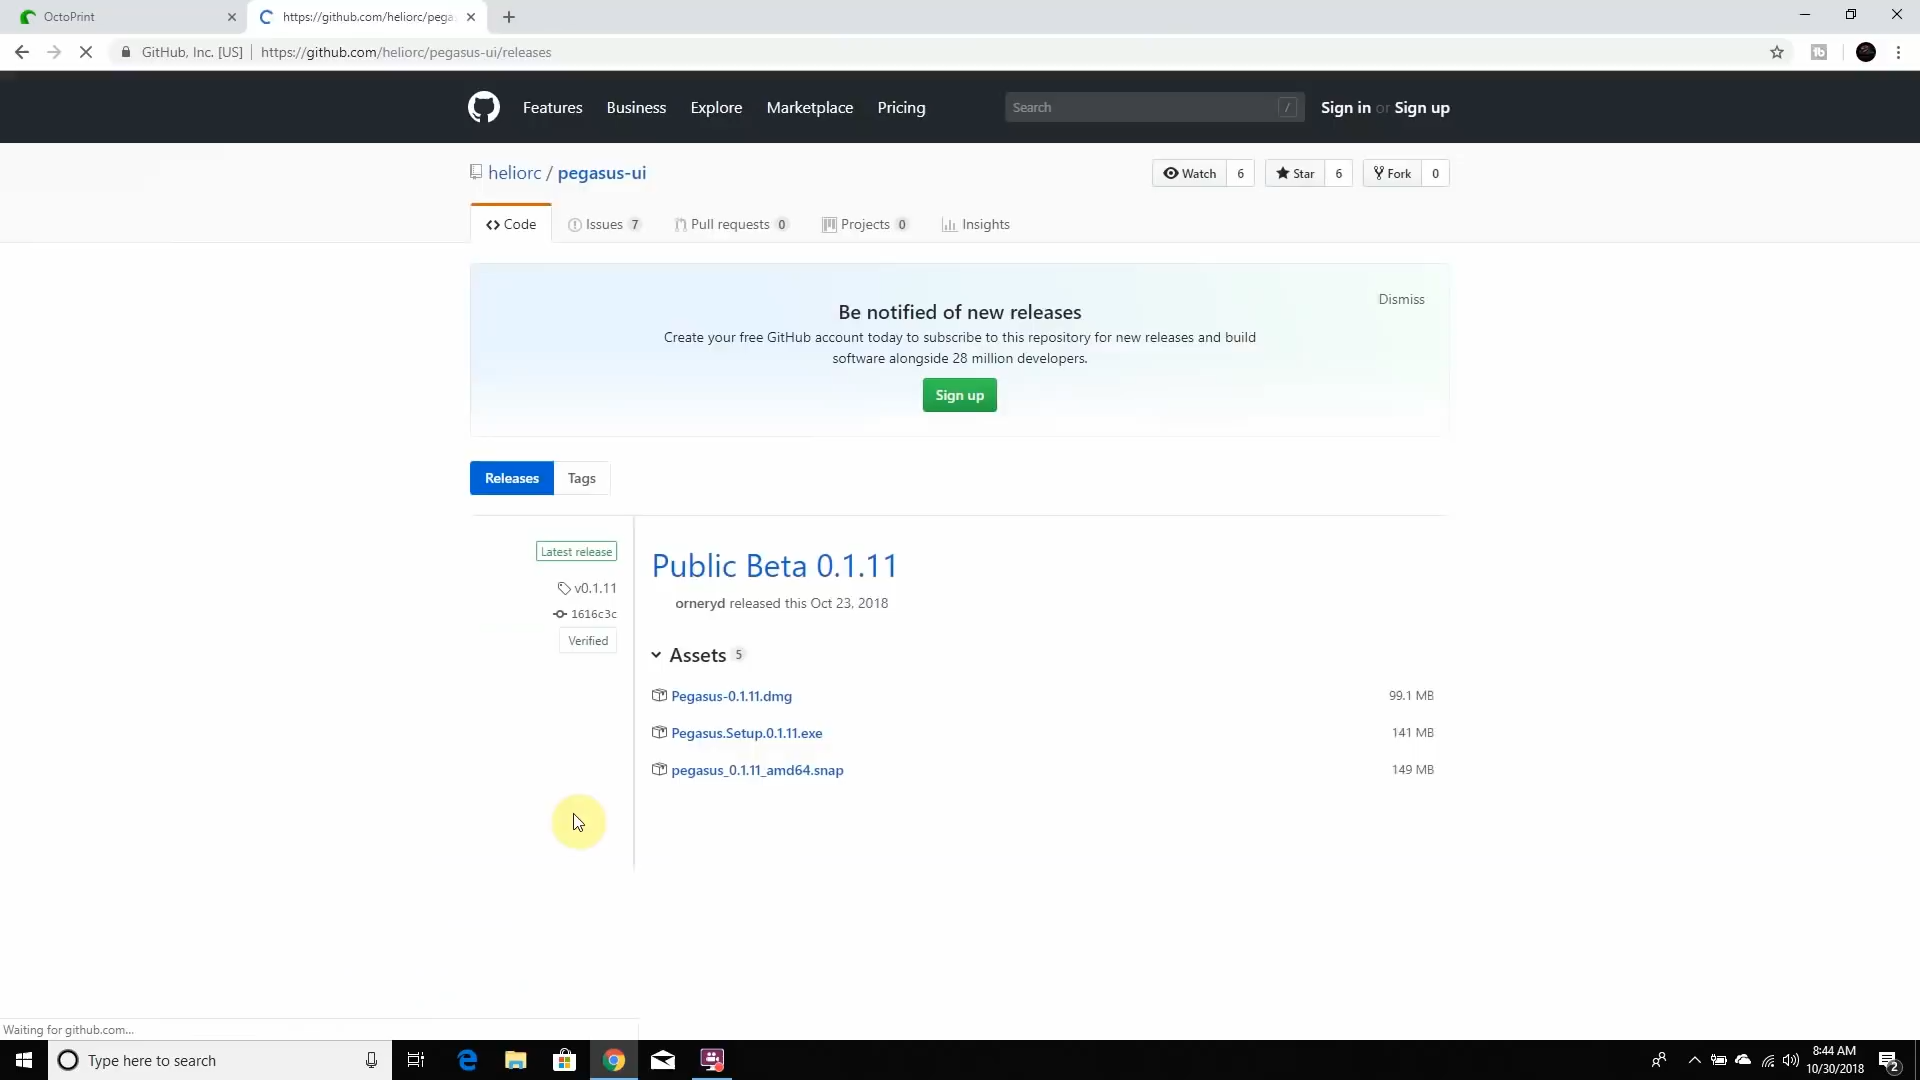 OctoPrint
https://github.com/heliorc/pega
GitHub, Inc. [US]
https://github.com/heliorc/pegasus-ui/releases
Features
Business
Explore
Marketplace
Pricing
Search
/
Sign in or Sign up
heliorc / pegasus-ui
Watch 6
Star 6
Fork 0
Code
Issues 7
Pull requests 0
Projects 0
Insights
Dismiss
Be notified of new releases
Create your free GitHub account today to subscribe to this repository for new releases and build
software alongside 28 million developers.
Sign up
Releases
Tags
Latest release
v0.1.11
1616c3c
Verified
Public Beta 0.1.11
orneryd released this Oct 23, 2018
Assets 5
Pegasus-0.1.11.dmg
99.1 MB
Pegasus.Setup.0.1.11.exe
141 MB
pegasus_0.1.11_amd64.snap
149 MB
Waiting for github.com...
Type here to search
8:44 AM
10/30/2018
2